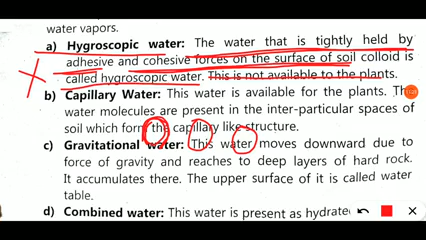 water vapors.
a) Hygroscopic water: The water that is tightly held by
adhesive and cohesive forces on the surface of soil colloid is
called hygroscopic water. This is not available to the plants.
b) Capillary Water: This water is available for the plants. The
water molecules are present in the inter-particular spaces of
soil which form the capillary like structure.
c) Gravitational water: This water moves downward due to
force of gravity and reaches to deep layers of hard rock.
It accumulates there. The upper surface of it is called water
table.
d) Combined water: This water is present as hydrated